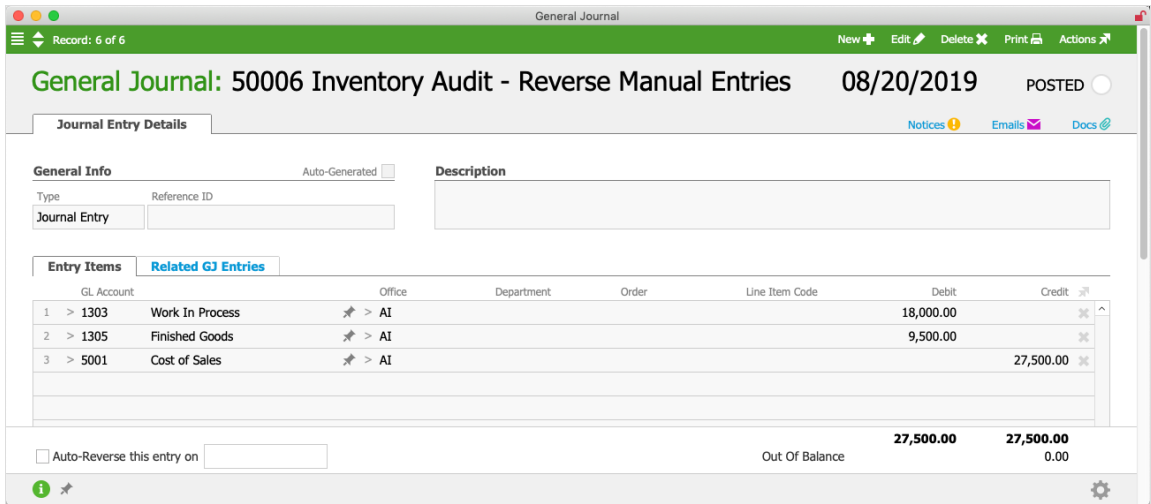 General Journal
Record: 6 of 6 New Edit Delete Print Actions
General Journal: 50006 Inventory Audit - Reverse Manual Entries 08/20/2019 POSTED
Journal Entry Details Notices Emails Docs
General Info Auto-Generated Description
Type Reference ID
Journal Entry
Entry Items Related GJ Entries
GL Account Office Department Order Line Item Code Debit Credit
1 > 1303 Work In Process > AI 18,000.00
2 > 1305 Finished Goods > AI 9,500.00
3 > 5001 Cost of Sales > AI 27,500.00
27,500.00 27,500.00
Auto-Reverse this entry on Out Of Balance 0.00